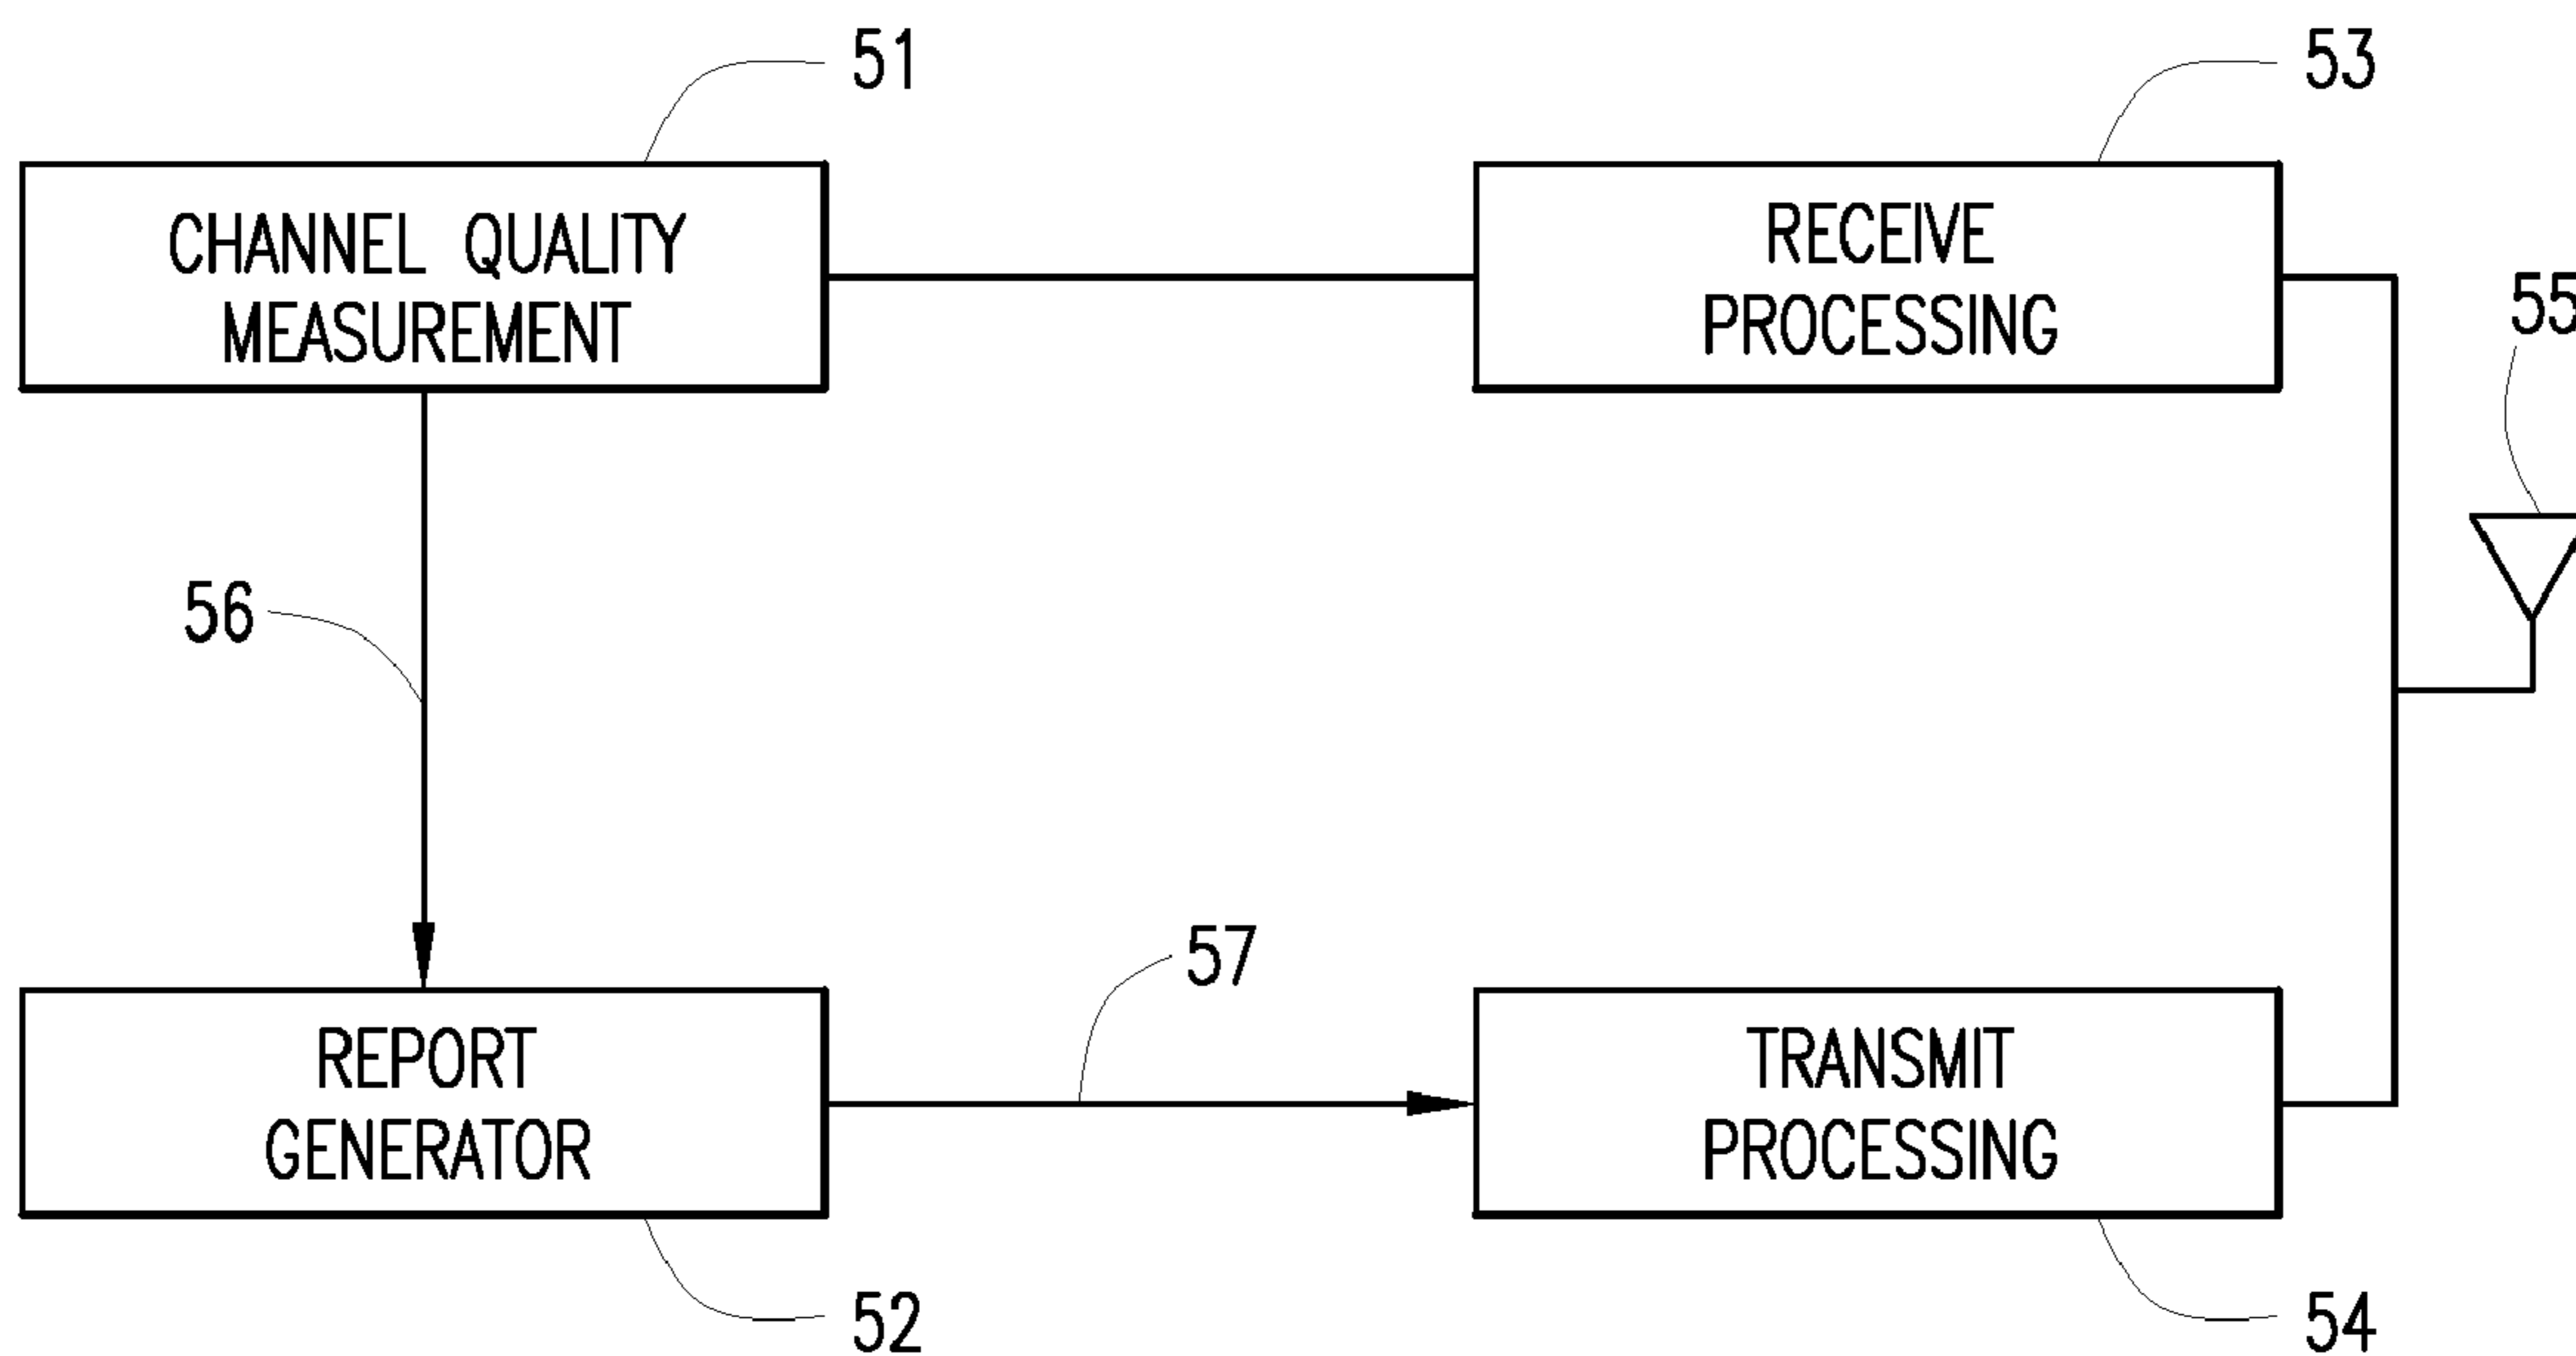 51
53
CHANNEL QUALITY
MEASUREMENT
RECEIVE
PROCESSING
55
56
57
REPORT
GENERATOR
TRANSMIT
PROCESSING
52
54